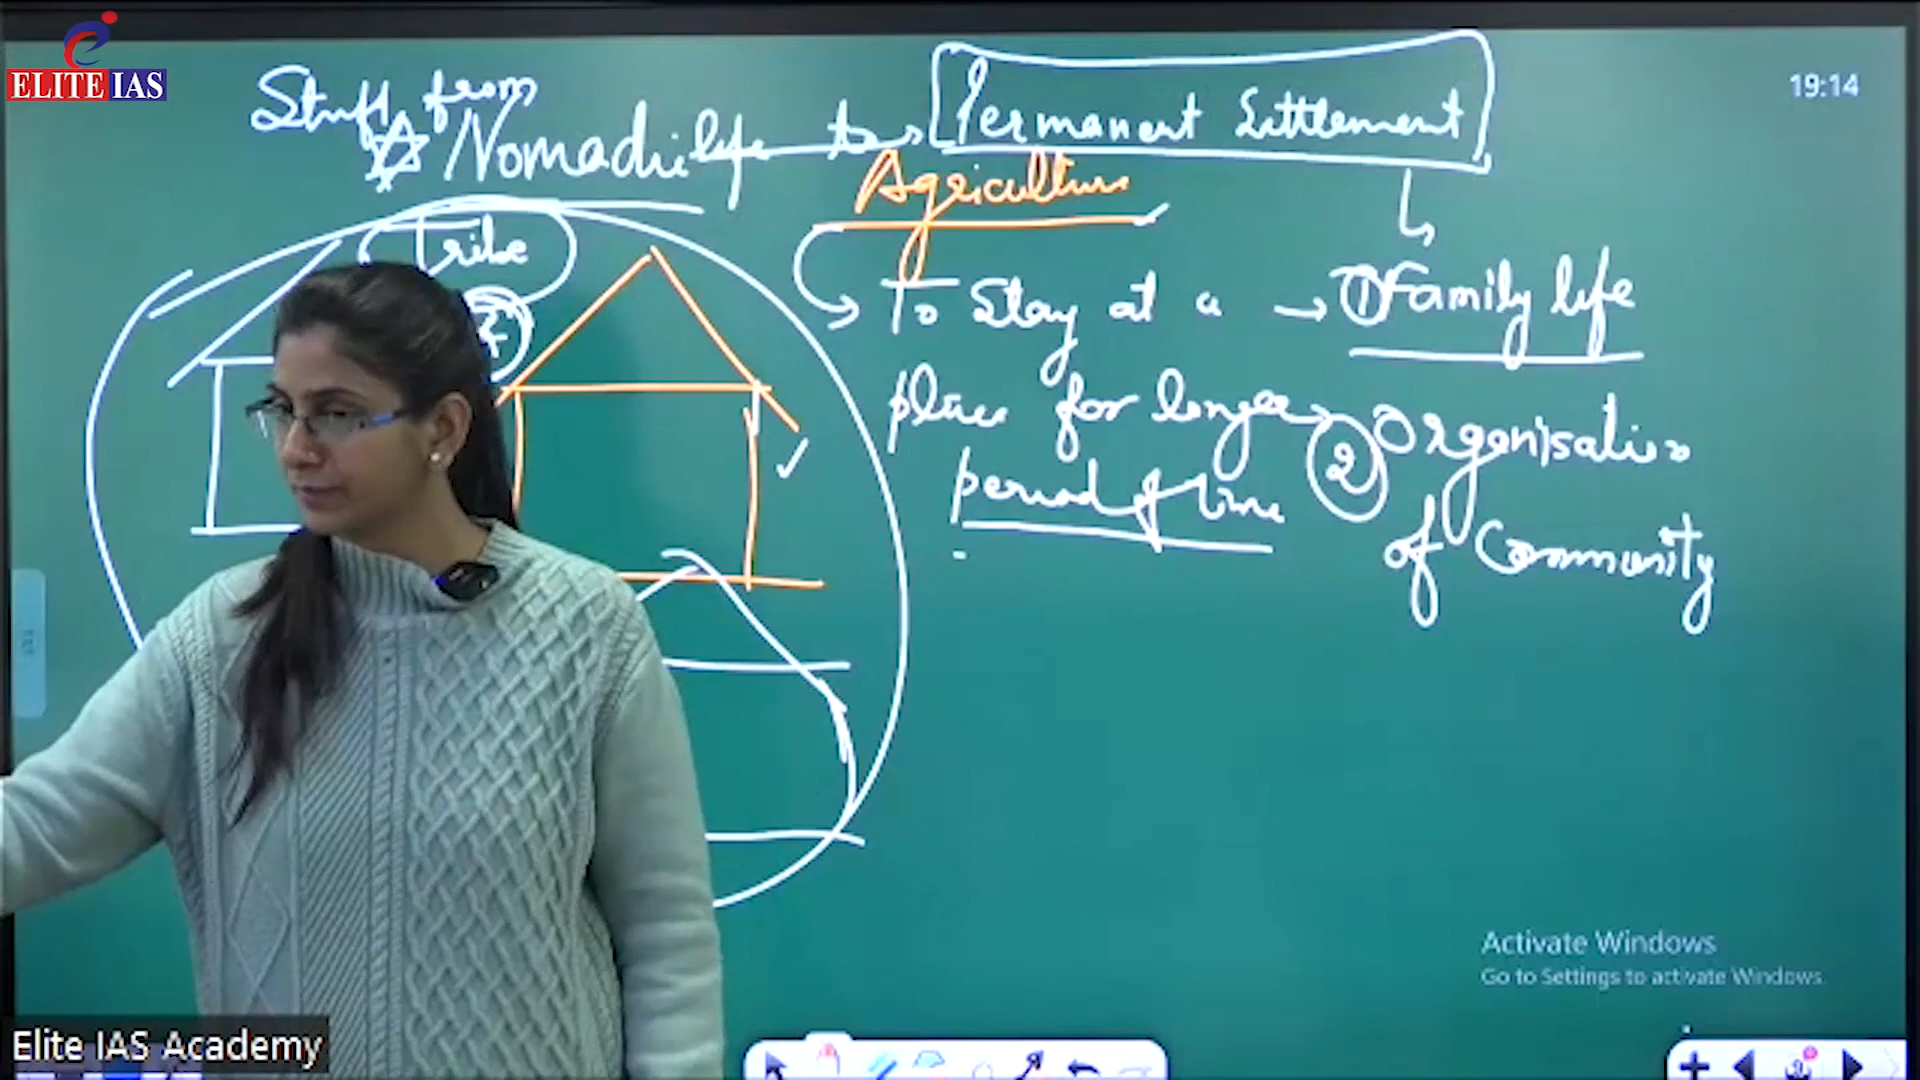 ELITE IAS
19:14
Stuff from
Nomadic life to Permanent Settlement
Agriculture
Tribe
To Stay at a
place for longer
period of time
→ ① Family life
② Organisation
of Community
Activate Windows
Go to Settings to activate Windows.
Elite IAS Academy